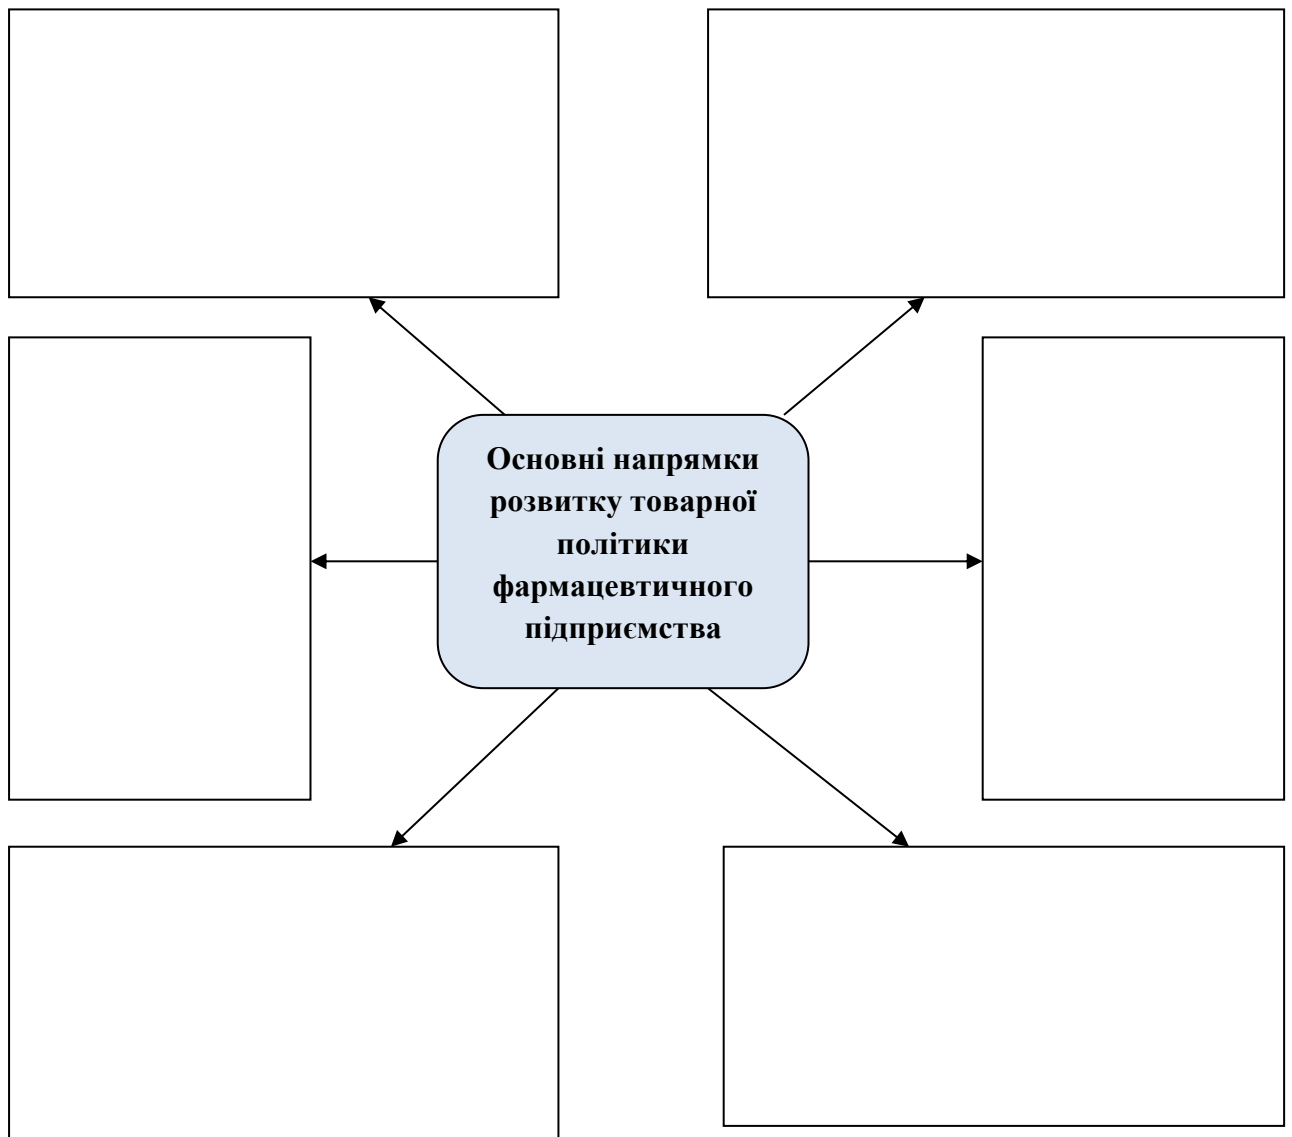 Основні напрямки
розвитку товарної
політики
фармацевтичного
підприємства